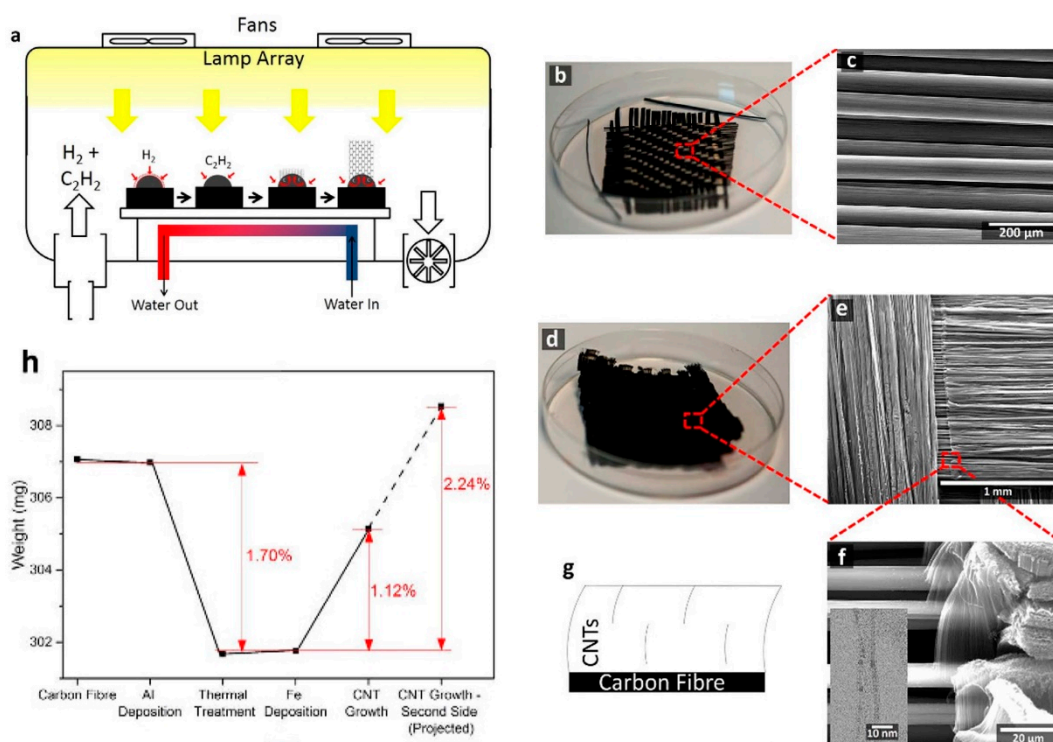 a
Fans
Lamp Array
H₂ +
C₂H₂
H₂
C₂H₂
Water Out
Water In
b
c
200 µm
d
e
1 mm
f
10 nm
20 µm
g
CNTs
Carbon Fibre
h
Weight (mg)
308
306
304
302
1.70%
1.12%
2.24%
Carbon Fibre
Al
Deposition
Thermal
Treatment
Fe
Deposition
CNT
Growth
CNT Growth -
Second Side
(Projected)